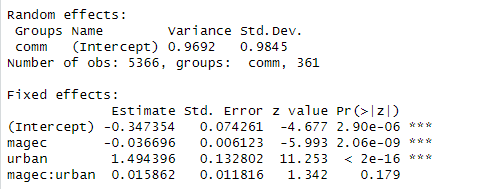 Random effects:
Groups Name Variance Std.Dev.
comm (Intercept) 0.9692 0.9845
Number of obs: 5366, groups: comm, 361
Fixed effects:
Estimate Std. Error z value Pr(>|z|)
(Intercept) -0.347354 0.074261 -4.677 2.90e-06 ***
magec -0.036696 0.006123 -5.993 2.06e-09 ***
urban 1.494396 0.132802 11.253 < 2e-16 ***
magec:urban 0.015862 0.011816 1.342 0.179